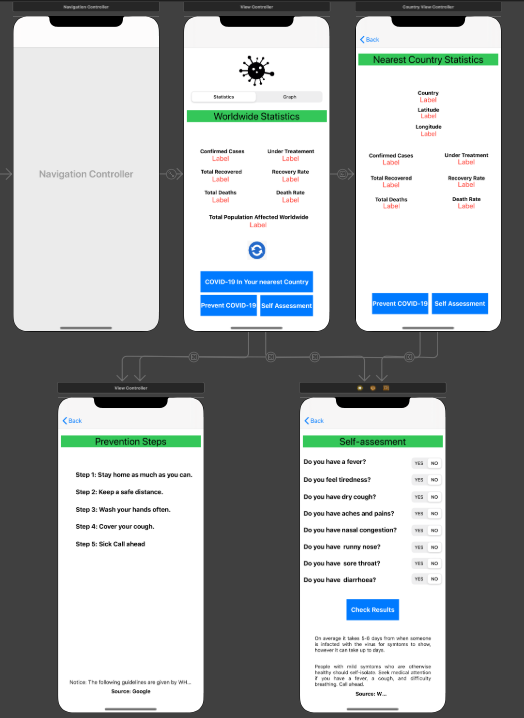 Navigation Controller
View Controller
Country View Controller
Navigation Controller
Statistics
Graph
Worldwide Statistics
Confirmed Cases
Under Treatement
Label
Label
Total Recovered
Recovery Rate
Label
Label
Total Deaths
Death Rate
Label
Label
Total Population Affected Worldwide
Label
COVID-19 In Your nearest Country
Prevent COVID-19
Self Assessment
Back
Nearest Country Statistics
Country
Label
Latitude
Label
Longitude
Label
Confirmed Cases
Under Treatment
Label
Label
Total Recovered
Recovery Rate
Label
Label
Total Deaths
Death Rate
Label
Label
Prevent COVID-19
Self Assessment
View Controller
Back
Prevention Steps
Step 1: Stay home as much as you can.
Step 2: Keep a safe distance.
Step 3: Wash your hands often.
Step 4: Cover your cough.
Step 5: Sick Call ahead
Notice: The following guidelines are given by WH...
Source: Google
Back
Self-assesment
Do you have a fever? YES NO
Do you feel tiredness? YES NO
Do you have dry cough? YES NO
Do you have aches and pains? YES NO
Do you have nasal congestion? YES NO
Do you have runny nose? YES NO
Do you have sore throat? YES NO
Do you have diarrhoea? YES NO
Check Results
On average it takes 5-6 days from when someone
is infected with the virus for symtoms to show,
however it can take up to days.
People with mild symtoms who are otherwise
healthy should self-isolate. Seek medical attention
if you have a fever, a cough, and difficulty
breathing. Call ahead.
Source: W...